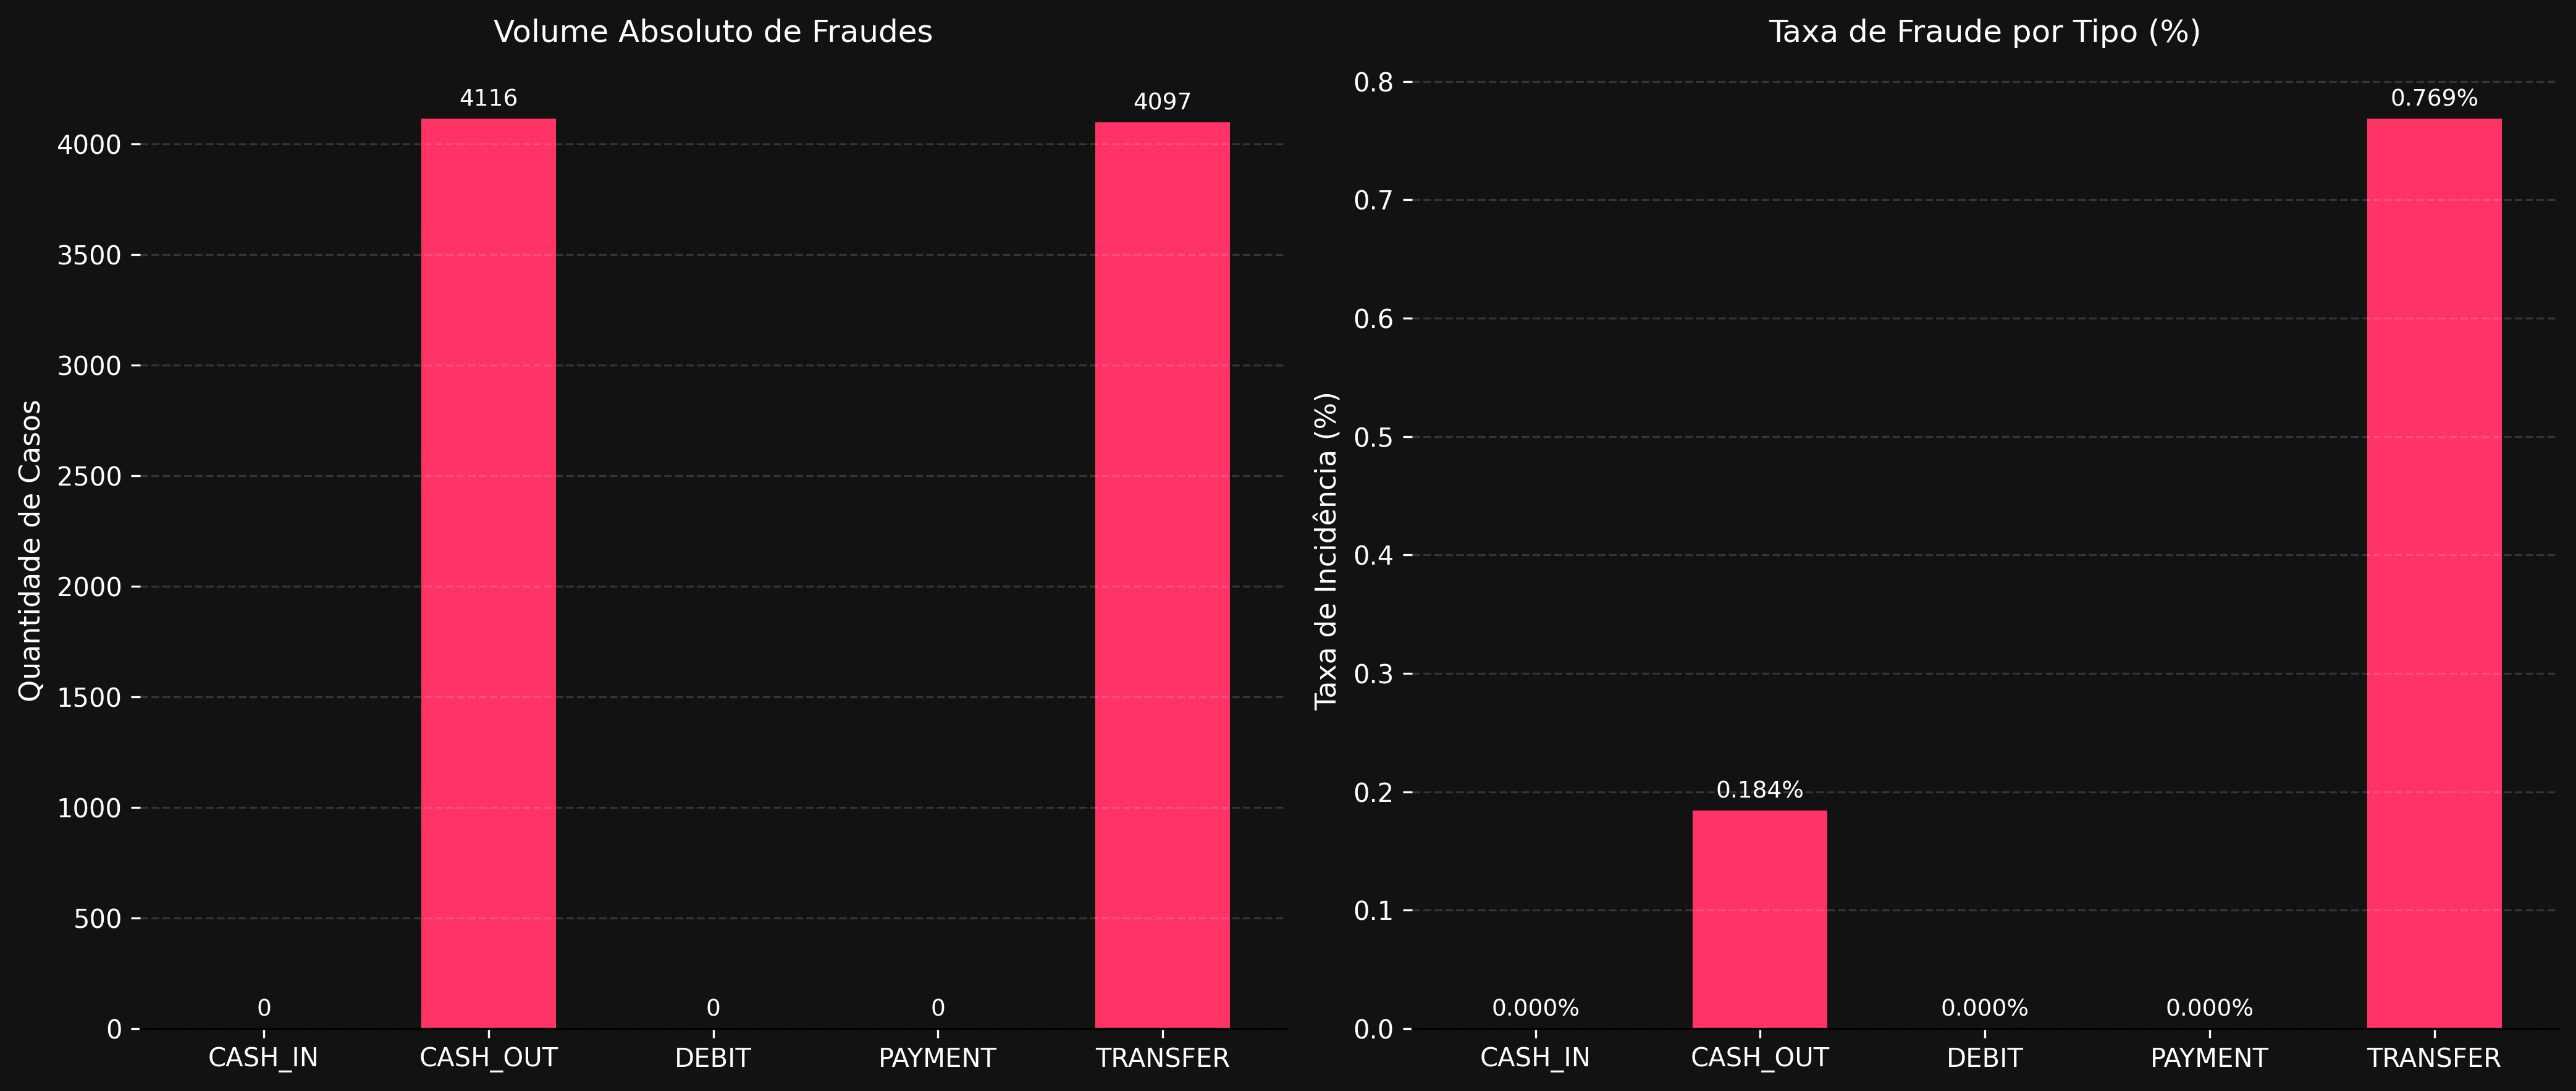 Volume Absoluto de Fraudes
Quantidade de Casos
4000
3500
3000
2500
2000
1500
1000
500
0
0
4116
0
0
4097
CASH_IN
CASH_OUT
DEBIT
PAYMENT
TRANSFER
Taxa de Fraude por Tipo (%)
Taxa de Incidência (%)
0.8
0.7
0.6
0.5
0.4
0.3
0.2
0.1
0.0
0.000%
0.184%
0.000%
0.000%
0.769%
CASH_IN
CASH_OUT
DEBIT
PAYMENT
TRANSFER